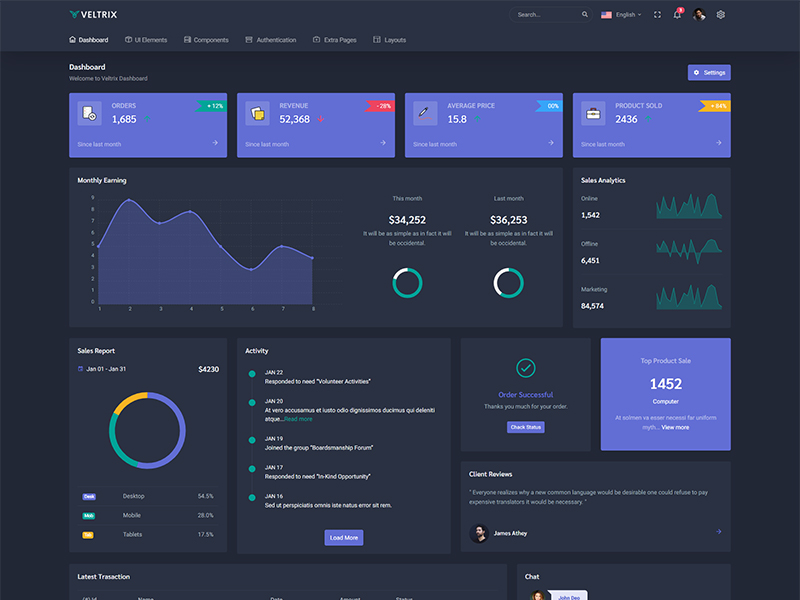 VELTRIX
Search...
English
3
Dashboard
UI Elements
Components
Authentication
Extra Pages
Layouts
Dashboard
Welcome to Veltrix Dashboard
Settings
ORDERS
+ 12%
1,685
Since last month
REVENUE
- 28%
52,368
Since last month
AVERAGE PRICE
00%
15.8
Since last month
PRODUCT SOLD
+ 84%
2436
Since last month
Monthly Earning
9
8
7
6
5
4
3
2
1
0
1 2 3 4 5 6 7 8
This month
$34,252
It will be as simple as in fact it will
be occidental.
Last month
$36,253
It will be as simple as in fact it will
be occidental.
Sales Analytics
Online
1,542
Offline
6,451
Marketing
84,574
Sales Report
Jan 01 - Jan 31
$4230
Desk Desktop 54.5%
Mob Mobile 28.0%
Tab Tablets 17.5%
Activity
JAN 22
Responded to need “Volunteer Activities”
JAN 20
At vero accusamus et iusto odio dignissimos ducimus qui deleniti
atque...Read more
JAN 19
Joined the group “Boardsmanship Forum”
JAN 17
Responded to need “In-Kind Opportunity”
JAN 16
Sed ut perspiciatis omnis iste natus error sit rem.
Load More
Order Successful
Thanks you much for your order.
Chack Status
Top Product Sale
1452
Computer
At solmen va esser necessi far uniform
myth... View more
Client Reviews
" Everyone realizes why a new common language would be desirable one could refuse to pay
expensive translators it would be necessary. "
James Athey
Latest Trasaction
(#) Id Name Date Amount Status
Chat
John Deo